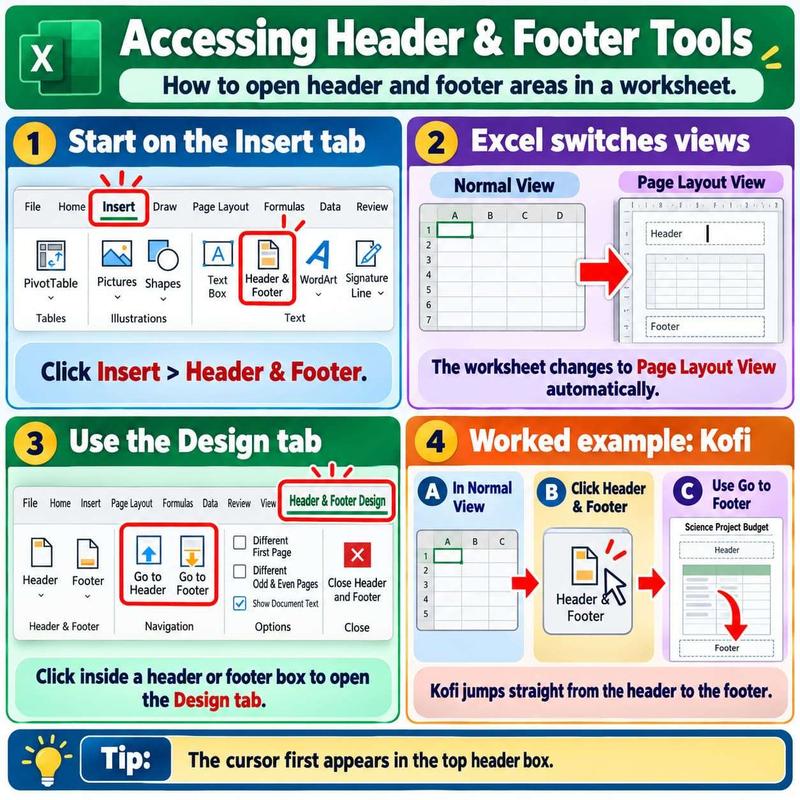 X
Accessing Header & Footer Tools
How to open header and footer areas in a worksheet.
1 Start on the Insert tab
File Home Insert Draw Page Layout Formulas Data Review
PivotTable Pictures Shapes A Text Box Header & Footer A WordArt Signature Line
Tables Illustrations Text
Click Insert > Header & Footer.
2 Excel switches views
Normal View Page Layout View
A B C D
1
2
3
4
5
6
7
Header
Footer
The worksheet changes to Page Layout View
automatically.
3 Use the Design tab
File Home Insert Page Layout Formulas Data Review View Header & Footer Design
Header Footer Go to Header Go to Footer
Different
First Page
Different
Odd & Even Pages
Show Document Text
Close Header
and Footer
Header & Footer Navigation Options Close
Click inside a header or footer box to open
the Design tab.
4 Worked example: Kofi
A In Normal
View
A B C
1
2
3
4
5
B Click Header
& Footer
Header &
Footer
C Use Go to
Footer
Science Project Budget
Header
Footer
Kofi jumps straight from the header to the footer.
Tip: The cursor first appears in the top header box.